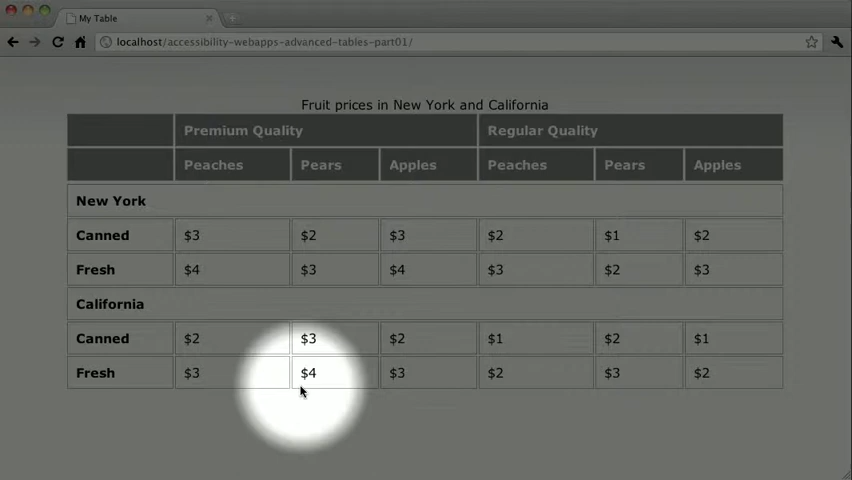 My Table
localhost/accessibility-webapps-advanced-tables-part01/
Fruit prices in New York and California
Premium Quality Regular Quality
Peaches Pears Apples Peaches Pears Apples
New York
Canned $3 $2 $3 $2 $1 $2
Fresh $4 $3 $4 $3 $2 $3
California
Canned $2 $3 $2 $1 $2 $1
Fresh $3 $4 $3 $2 $3 $2